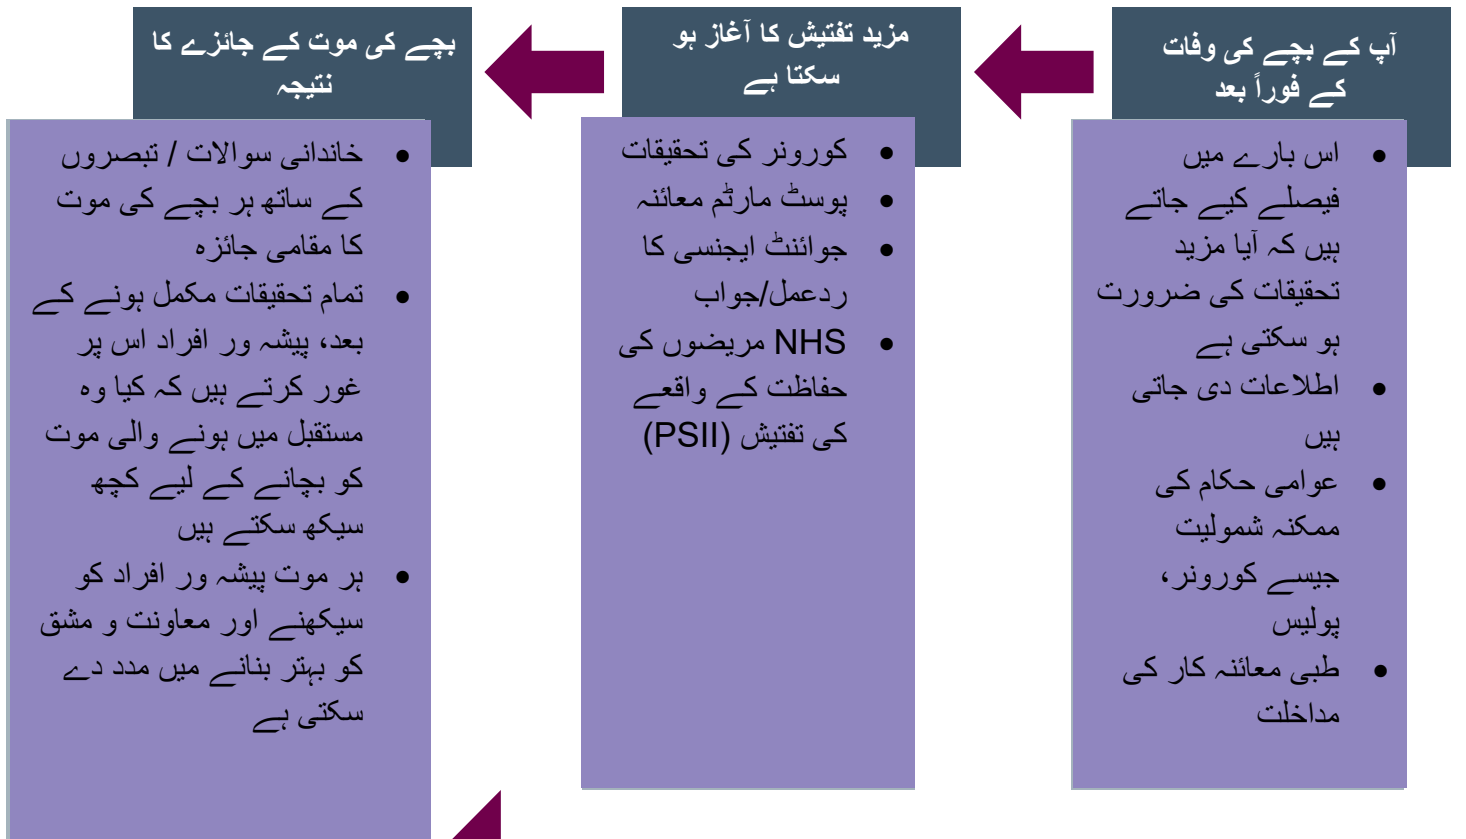 آپ کے بچے کی وفات
کے فوراً بعد
• اس بارے میں
فیصلے کیے جاتے
ہیں کہ آیا مزید
تحقیقات کی ضرورت
ہو سکتی ہے
• اطلاعات دی جاتی
ہیں
• عوامی حکام کی
ممکنہ شمولیت
جیسے کورونر،
پولیس
• طبی معائنہ کار کی
مداخلت
مزید تفتیش کا آغاز ہو
سکتا ہے
• کورونر کی تحقیقات
• پوسٹ مارٹم معائنہ
• جوائنٹ ایجنسی کا
ردعمل/جواب
• NHS مریضوں کی
حفاظت کے واقعے
کی تفتیش (PSII)
بچے کی موت کے جائزے کا
نتیجہ
• خاندانی سوالات / تبصروں
کے ساتھ ہر بچے کی موت
کا مقامی جائزہ
• تمام تحقیقات مکمل ہونے کے
بعد، پیشہ ور افراد اس پر
غور کرتے ہیں کہ کیا وہ
مستقبل میں ہونے والی موت
کو بچانے کے لیے کچھ
سیکھ سکتے ہیں
• ہر موت پیشہ ور افراد کو
سیکھنے اور معاونت و مشق
کو بہتر بنانے میں مدد دے
سکتی ہے